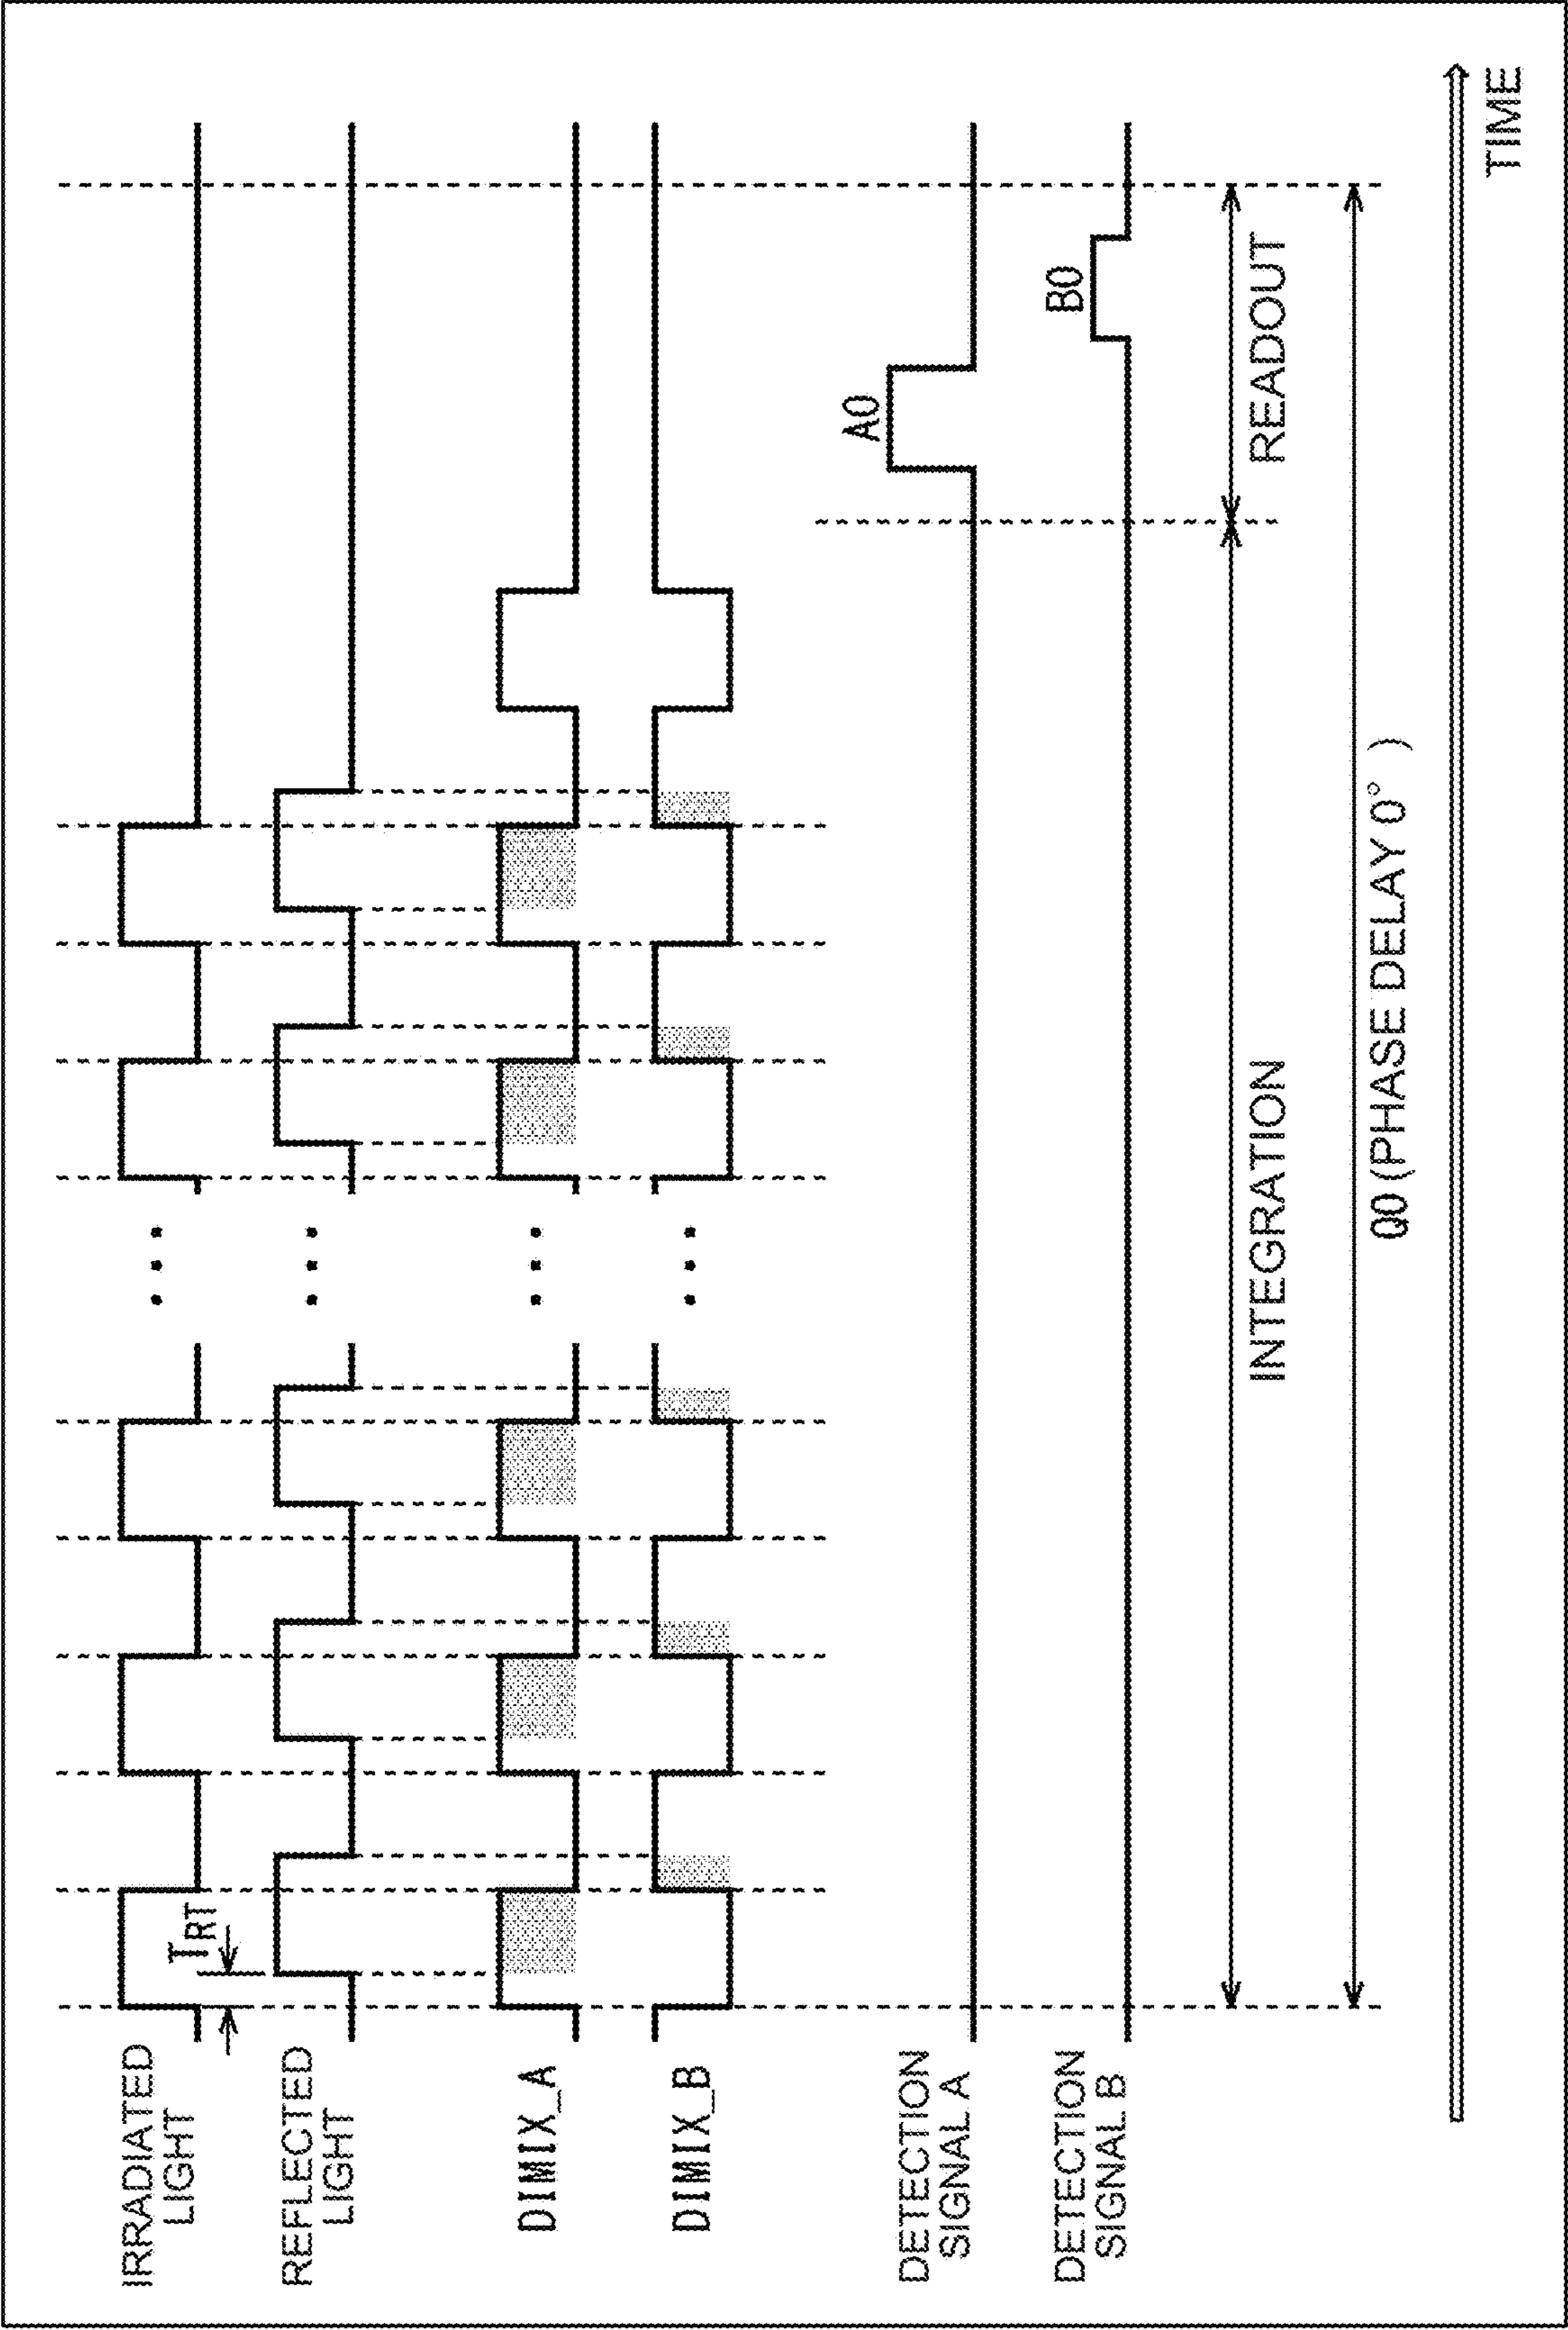 IRRADIATED
LIGHT
TRT
REFLECTED
LIGHT
DIMIX_A
DIMIX_B
DETECTION
SIGNAL A
A0
DETECTION
SIGNAL B
B0
INTEGRATION
READOUT
Q0 (PHASE DELAY 0° )
TIME